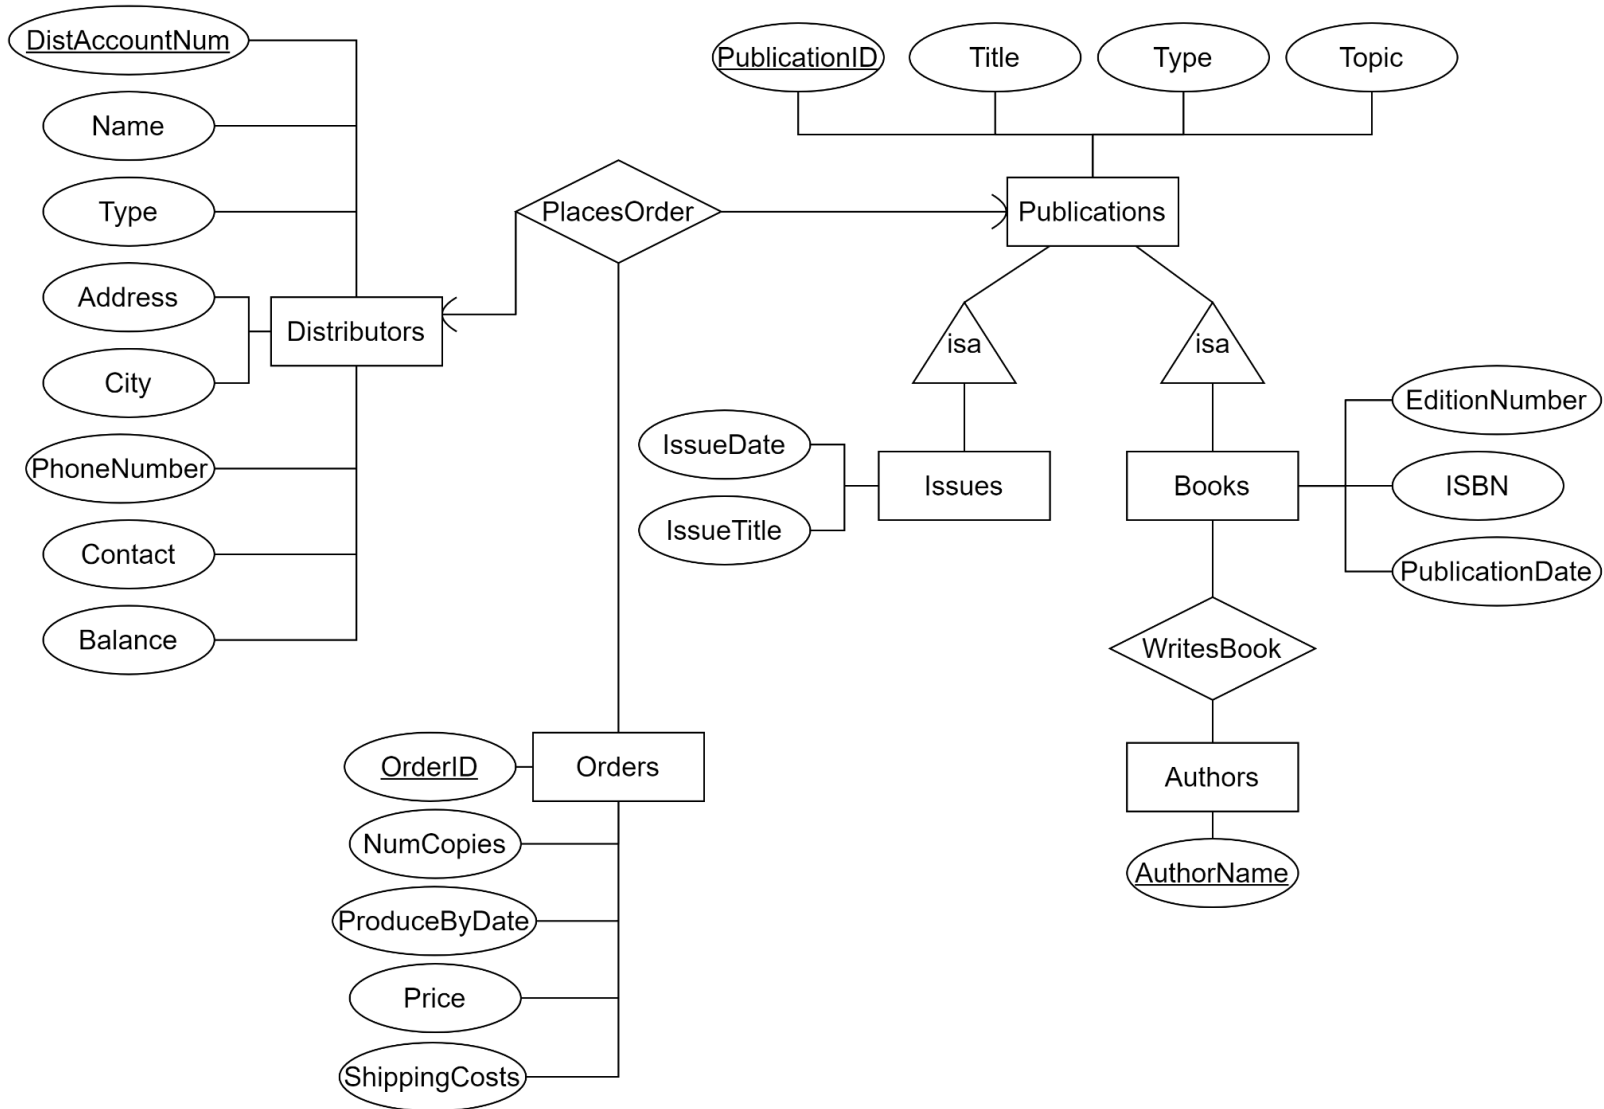 DistAccountNum
Name
Type
Address
City
PhoneNumber
Contact
Balance
Distributors
PlacesOrder
PublicationID
Title
Type
Topic
Publications
isa
isa
IssueDate
IssueTitle
Issues
Books
EditionNumber
ISBN
PublicationDate
WritesBook
Authors
AuthorName
Orders
OrderID
NumCopies
ProduceByDate
Price
ShippingCosts